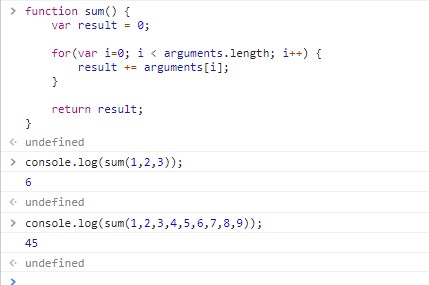 > function sum() {
    var result = 0;

    for(var i=0; i < arguments.length; i++) {
        result += arguments[i];
    }

    return result;
}
<· undefined
> console.log(sum(1,2,3));
6
<· undefined
> console.log(sum(1,2,3,4,5,6,7,8,9));
45
<· undefined
>